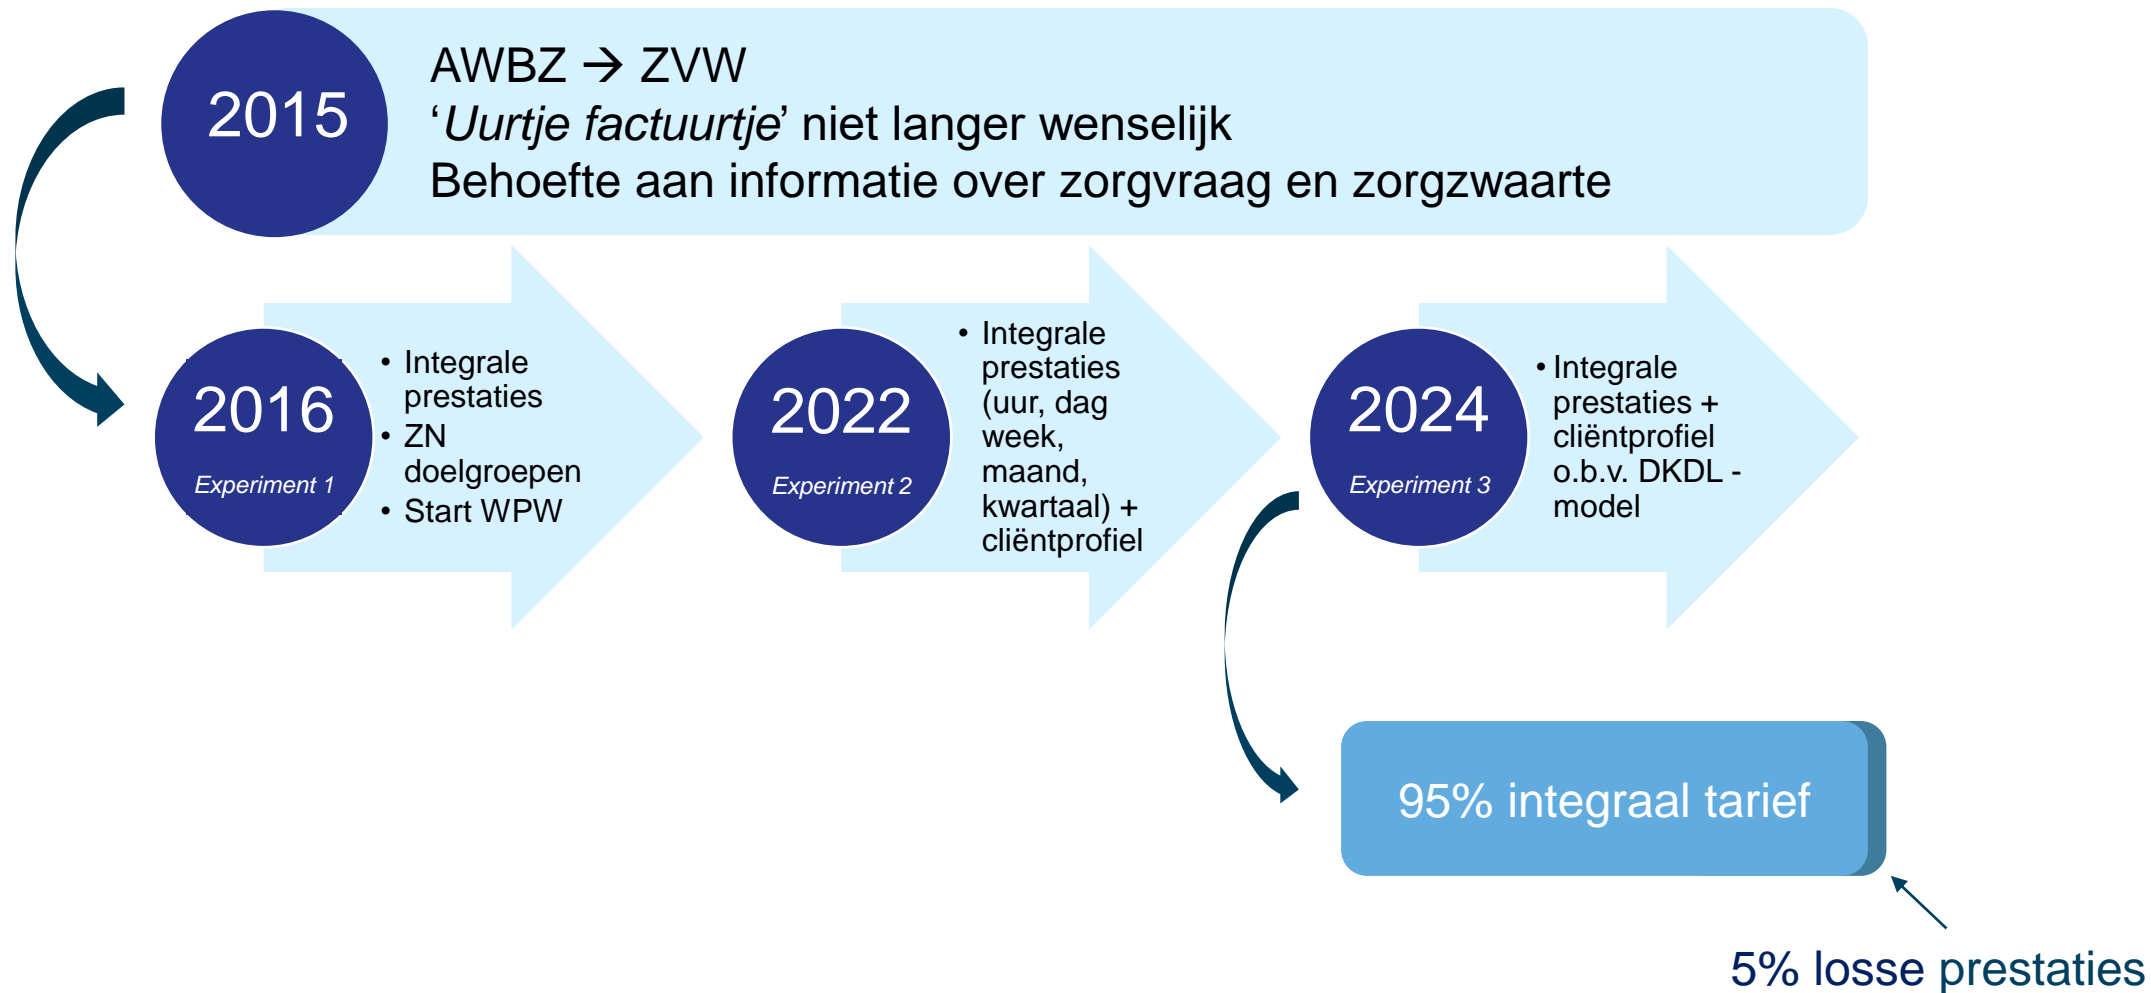 2015
AWBZ → ZVW
‘Uurtje factuurtje’ niet langer wenselijk
Behoefte aan informatie over zorgvraag en zorgzwaarte
2016
Experiment 1
• Integrale
prestaties
• ZN
doelgroepen
• Start WPW
2022
Experiment 2
• Integrale
prestaties
(uur, dag
week,
maand,
kwartaal) +
cliëntprofiel
2024
Experiment 3
• Integrale
prestaties +
cliëntprofiel
o.b.v. DKDL -
model
95% integraal tarief
5% losse prestaties